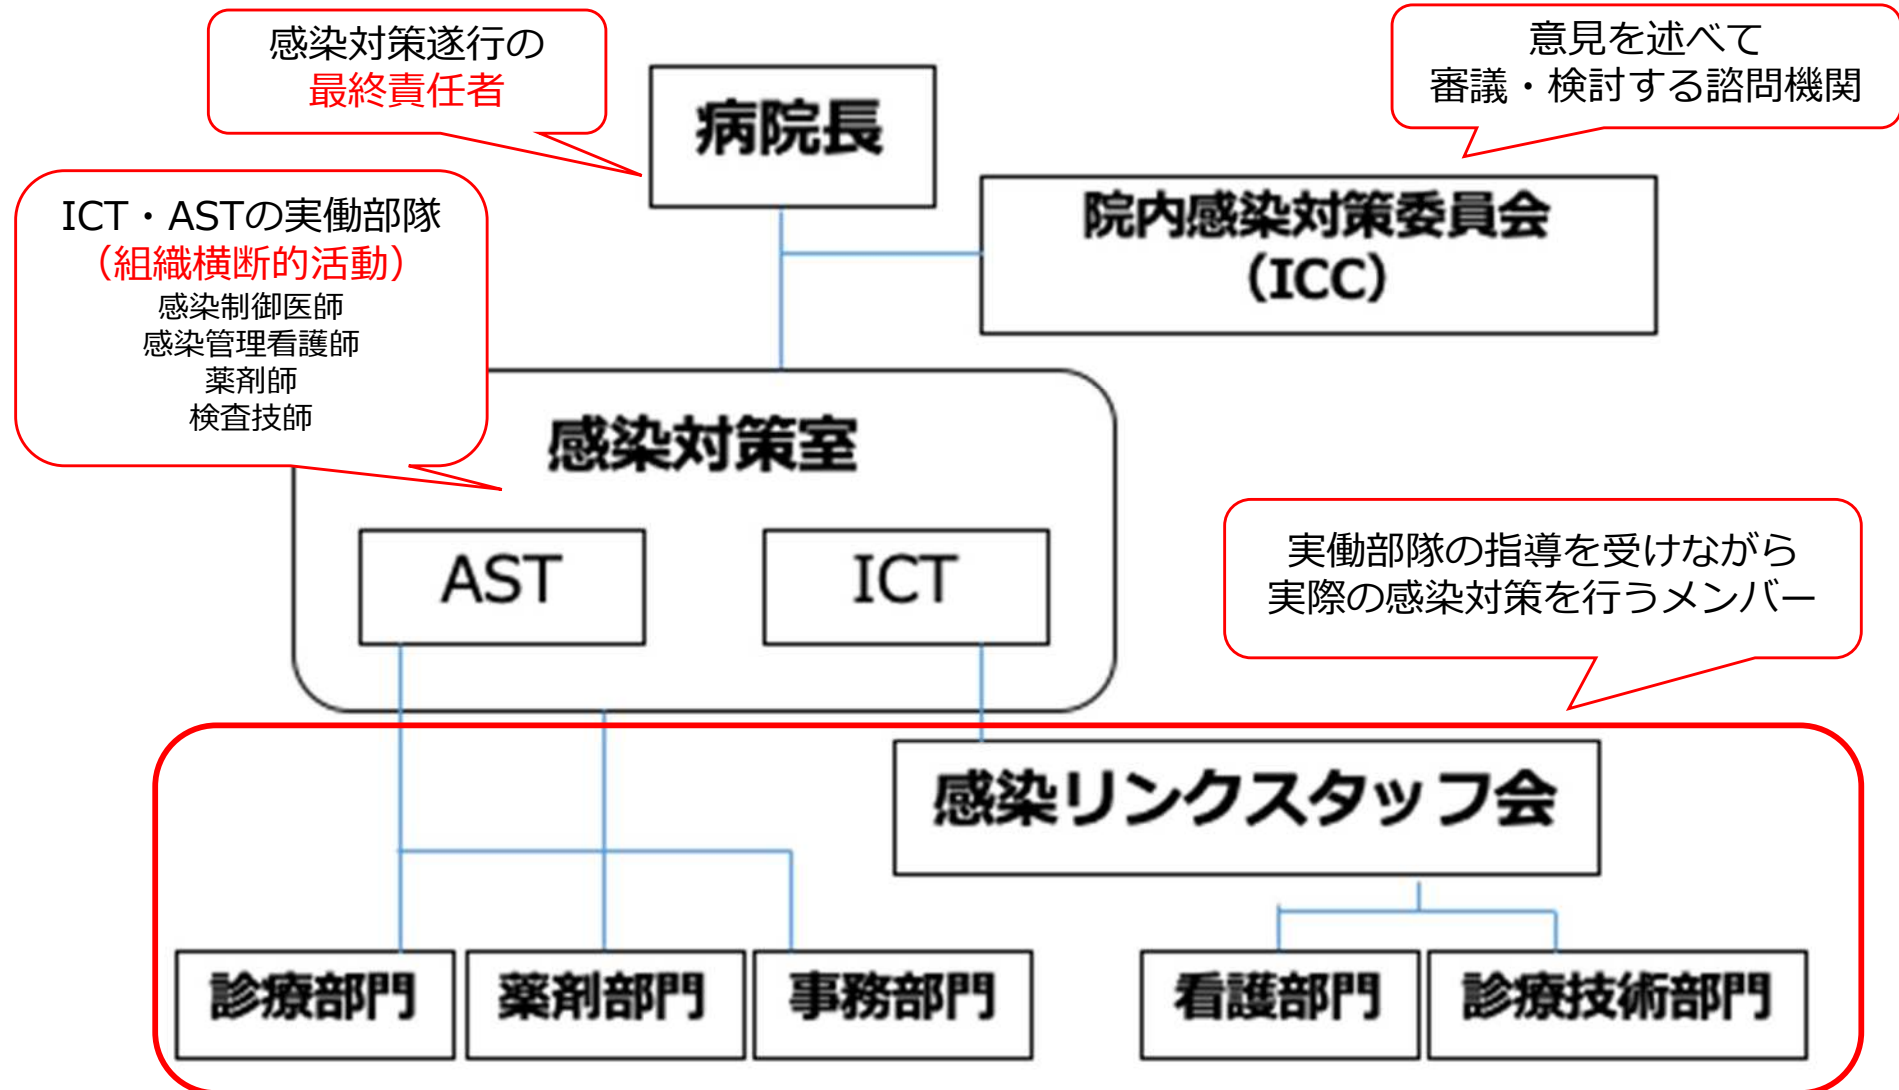 感染対策遂行の
最終責任者
病院長
意見を述べて
審議・検討する諮問機関
院内感染対策委員会
（ICC）
ICT・ASTの実働部隊
（組織横断的活動）
感染制御医師
感染管理看護師
薬剤師
検査技師
感染対策室
AST
ICT
実働部隊の指導を受けながら
実際の感染対策を行うメンバー
感染リンクスタッフ会
診療部門
薬剤部門
事務部門
看護部門
診療技術部門